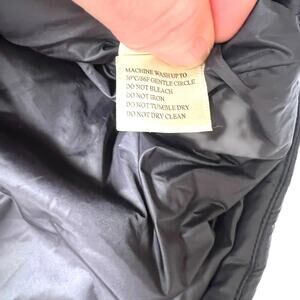 MACHINE WASH UP TO
30°C/86F GENTLE CIRCLE
DO NOT BLEACH
DO NOT IRON
DO NOT TUMBLE DRY
DO NOT DRY CLEAN